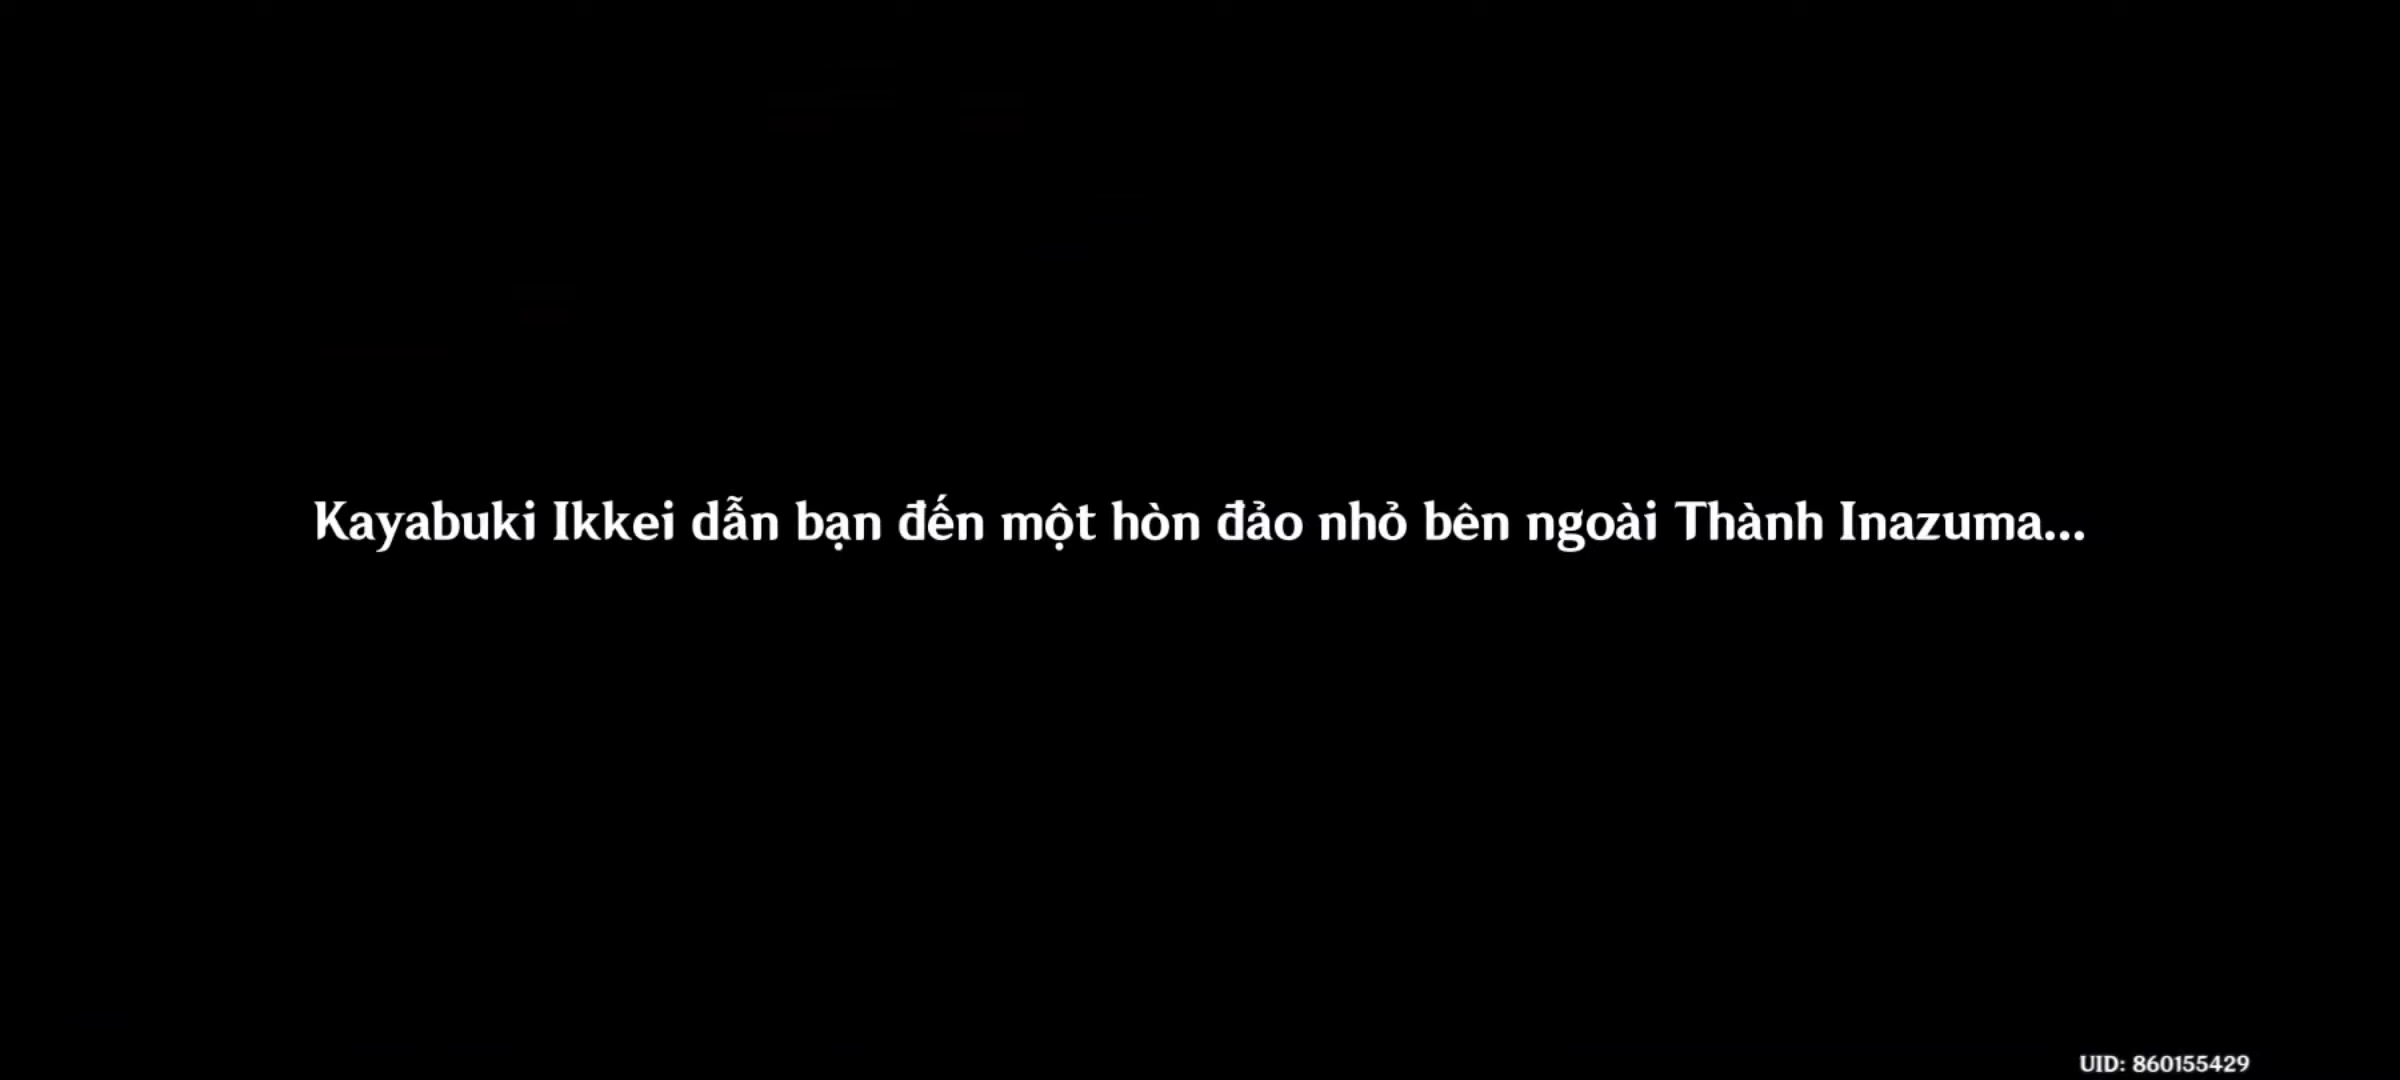 Kayabuki Ikkei dẫn bạn đến một hòn đảo nhỏ bên ngoài Thành Inazuma...
UID: 860155429